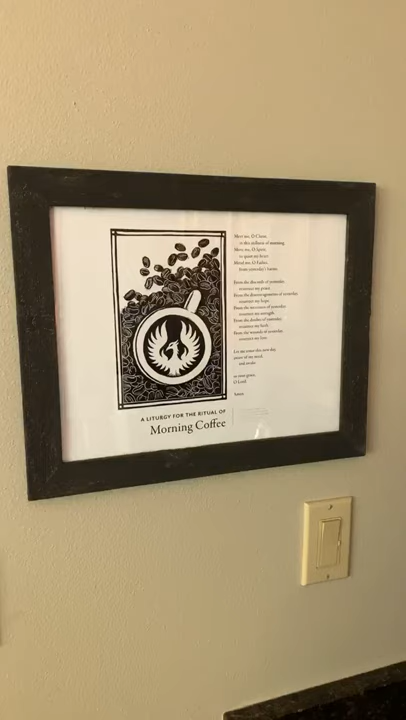 Meet me, O Christ,
in this stillness of morning.
Move me, O Spirit,
to quiet my heart.
Mend me, O Father,
from yesterday's harms.
From the discords of yesterday,
resurrect my peace.
From the discouragements of yesterday,
resurrect my hope.
From the weariness of yesterday,
resurrect my strength.
From the doubts of yesterday,
resurrect my faith.
From the wounds of yesterday,
resurrect my love.
Let me enter this new day,
aware of my need,
and awake
to your grace,
O Lord.
Amen.
A LITURGY FOR THE RITUAL OF
Morning Coffee